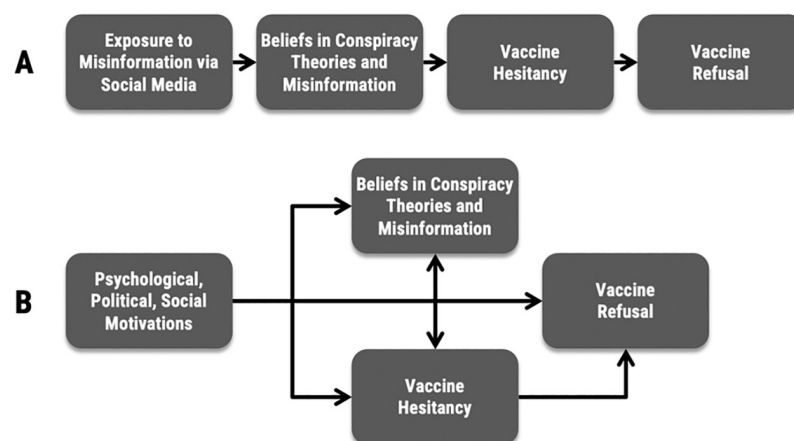 A
Exposure to
Misinformation via
Social Media
Beliefs in Conspiracy
Theories and
Misinformation
Vaccine
Hesitancy
Vaccine
Refusal
B
Psychological,
Political, Social
Motivations
Beliefs in Conspiracy
Theories and
Misinformation
Vaccine
Hesitancy
Vaccine
Refusal